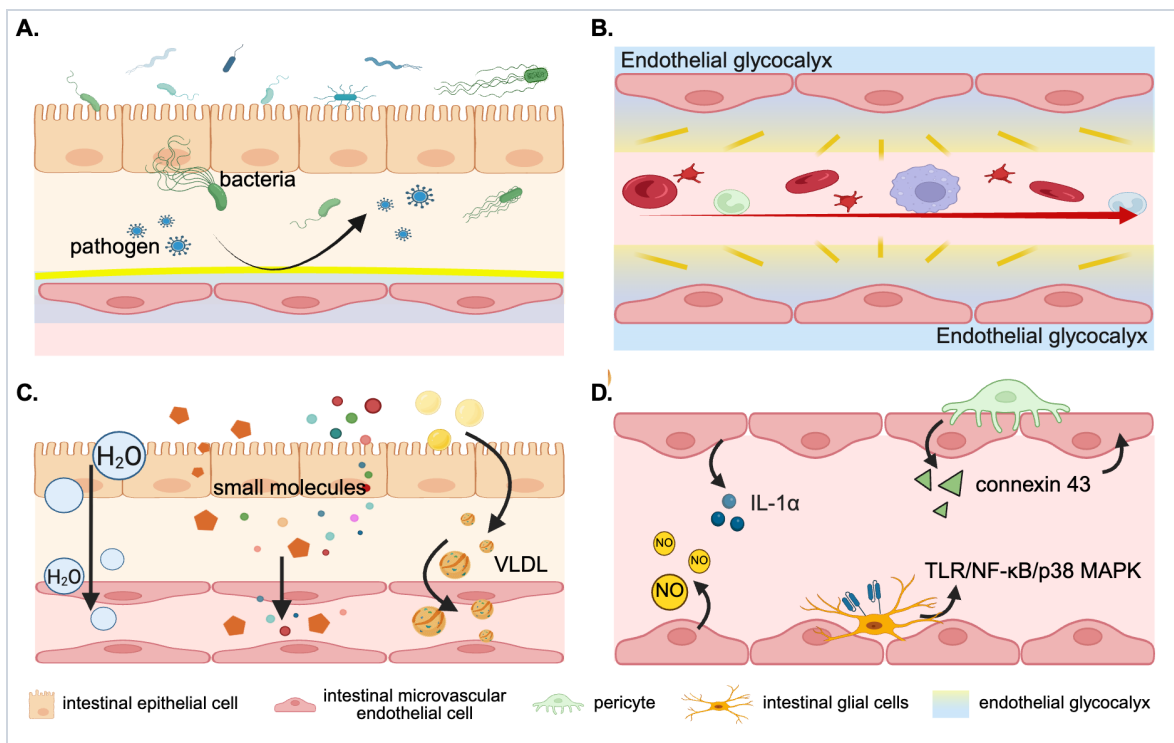 A.
bacteria
pathogen
B.
Endothelial glycocalyx
Endothelial glycocalyx
C.
H₂O
small molecules
H₂O
VLDL
D.
connexin 43
IL-1α
NO
NO
NO
TLR/NF-κB/p38 MAPK
intestinal epithelial cell
intestinal microvascular
endothelial cell
pericyte
intestinal glial cells
endothelial glycocalyx